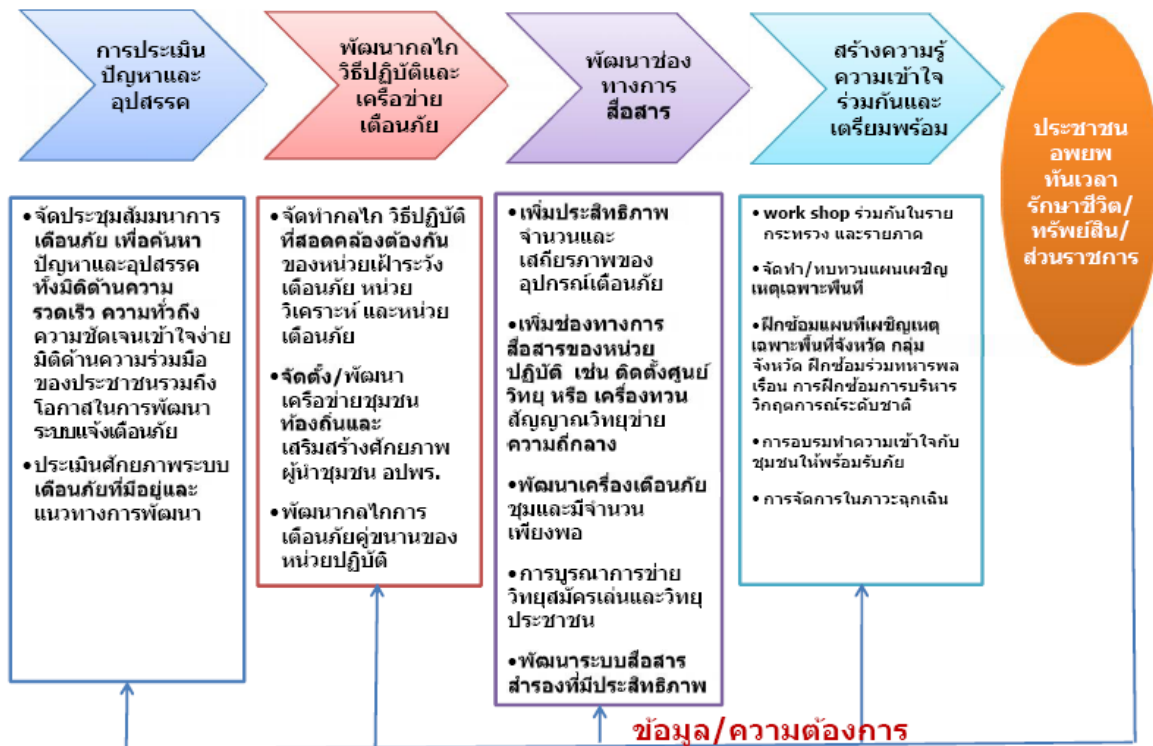 การประเมิน
ปัญหาและ
อุปสรรค
พัฒนากลไก
วิธีปฏิบัติและ
เครือข่าย
เตือนภัย
พัฒนาช่อง
ทางการ
สื่อสาร
สร้างความรู้
ความเข้าใจ
ร่วมกันและ
เตรียมพร้อม
ประชาชน
อพยพ
ทันเวลา
รักษาชีวิต/
ทรัพย์สิน/
ส่วนราชการ
•จัดประชุมสัมมนาการ
เตือนภัย เพื่อค้นหา
ปัญหาและอุปสรรค
ทั้งมิติด้านความ
รวดเร็ว ความทั่วถึง
ความชัดเจนเข้าใจง่าย
มิติด้านความร่วมมือ
ของประชาชนรวมถึง
โอกาสในการพัฒนา
ระบบแจ้งเตือนภัย
•ประเมินศักยภาพระบบ
เตือนภัยที่มีอยู่และ
แนวทางการพัฒนา
•จัดทำกลไก วิธีปฏิบัติ
ที่สอดคล้องต้องกัน
ของหน่วยเฝ้าระวัง
เตือนภัย หน่วย
วิเคราะห์ และหน่วย
เตือนภัย
•จัดตั้ง/พัฒนา
เครือข่ายชุมชน
ท้องถิ่นและ
เสริมสร้างศักยภาพ
ผู้นำชุมชน อปพร.
•พัฒนากลไกการ
เตือนภัยคู่ขนานของ
หน่วยปฏิบัติ
•เพิ่มประสิทธิภาพ
จำนวนและ
เสถียรภาพของ
อุปกรณ์เตือนภัย
•เพิ่มช่องทางการ
สื่อสารของหน่วย
ปฏิบัติ เช่น ติดตั้งศูนย์
วิทยุ หรือ เครื่องทวน
สัญญาณวิทยุข่าย
ความถี่กลาง
•พัฒนาเครื่องเตือนภัย
ชุมและมีจำนวน
เพียงพอ
•การบูรณาการข่าย
วิทยุสมัครเล่นและวิทยุ
ประชาชน
•พัฒนาระบบสื่อสาร
สำรองที่มีประสิทธิภาพ
• work shop ร่วมกันในราย
กระทรวง และรายภาค
•จัดทำ/ทบทวนแผนเผชิญ
เหตุเฉพาะพื้นที่
•ฝึกซ้อมแผนที่เผชิญเหตุ
เฉพาะพื้นที่จังหวัด กลุ่ม
จังหวัด ฝึกซ้อมร่วมทหารพล
เรือน การฝึกซ้อมการบริหาร
วิกฤตการณ์ระดับชาติ
•การอบรมทำความเข้าใจกับ
ชุมชนให้พร้อมรับภัย
•การจัดการในภาวะฉุกเฉิน
ข้อมูล/ความต้องการ